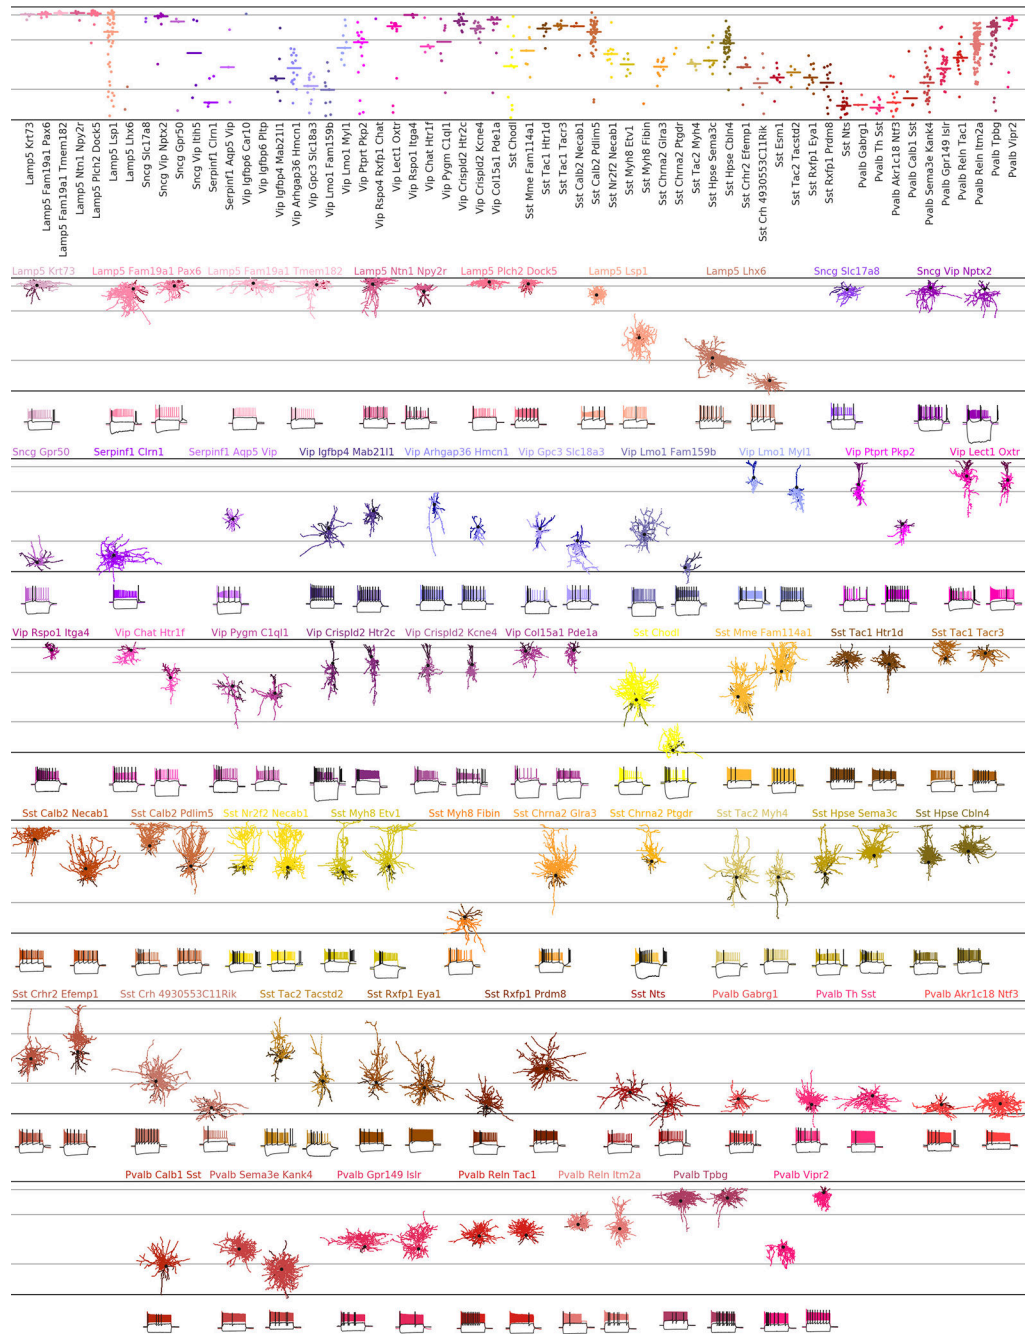 Lamp5 Krt73
Lamp5 Fam19a1 Pax6
Lamp5 Fam19a1 Tmem182
Lamp5 Ntn1 Npy2r
Lamp5 Plch2 Dock5
Lamp5 Lsp1
Lamp5 Lhx6
Sncg Slc17a8
Sncg Vip Nptx2
Sncg Gpr50
Sncg Vip Itih5
Serpinf1 Clrn1
Serpinf1 Aqp5 Vip
Vip Igfbp6 Car10
Vip Igfbp6 Pltp
Vip Igfbp4 Mab21l1
Vip Arhgap36 Hmcn1
Vip Gpc3 Slc18a3
Vip Lmo1 Fam159b
Vip Lmo1 Myl1
Vip Ptprt Pkp2
Vip Rspo4 Rxfp1 Chat
Vip Lect1 Oxtr
Vip Rspo1 Itga4
Vip Chat Htr1f
Vip Pygm C1ql1
Vip Crispld2 Htr2c
Vip Crispld2 Kcne4
Vip Col15a1 Pde1a
Sst Chodl
Sst Mme Fam114a1
Sst Tac1 Htr1d
Sst Tac1 Tacr3
Sst Calb2 Necab1
Sst Calb2 Pdlim5
Sst Nr2f2 Necab1
Sst Myh8 Etv1
Sst Myh8 Fibin
Sst Chrna2 Glra3
Sst Chrna2 Ptgdr
Sst Tac2 Myh4
Sst Hpse Sema3c
Sst Hpse Cbln4
Sst Crhr2 Efemp1
Sst Crh 4930553C11Rik
Sst Esm1
Sst Tac2 Tacstd2
Sst Rxfp1 Eya1
Sst Rxfp1 Prdm8
Sst Nts
Pvalb Gabrg1
Pvalb Th Sst
Pvalb Akr1c18 Ntf3
Pvalb Calb1 Sst
Pvalb Sema3e Kank4
Pvalb Gpr149 Islr
Pvalb Reln Tac1
Pvalb Reln Itm2a
Pvalb Tpbg
Pvalb Vipr2
Lamp5 Krt73 Lamp5 Fam19a1 Pax6 Lamp5 Fam19a1 Tmem182 Lamp5 Ntn1 Npy2r Lamp5 Plch2 Dock5 Lamp5 Lsp1 Lamp5 Lhx6 Sncg Slc17a8 Sncg Vip Nptx2
Sncg Gpr50 Serpinf1 Clrn1 Serpinf1 Aqp5 Vip Vip Igfbp4 Mab21l1 Vip Arhgap36 Hmcn1 Vip Gpc3 Slc18a3 Vip Lmo1 Fam159b Vip Lmo1 Myl1 Vip Ptprt Pkp2 Vip Lect1 Oxtr
Vip Rspo1 Itga4 Vip Chat Htr1f Vip Pygm C1ql1 Vip Crispld2 Htr2c Vip Crispld2 Kcne4 Vip Col15a1 Pde1a Sst Chodl Sst Mme Fam114a1 Sst Tac1 Htr1d Sst Tac1 Tacr3
Sst Calb2 Necab1 Sst Calb2 Pdlim5 Sst Nr2f2 Necab1 Sst Myh8 Etv1 Sst Myh8 Fibin Sst Chrna2 Glra3 Sst Chrna2 Ptgdr Sst Tac2 Myh4 Sst Hpse Sema3c Sst Hpse Cbln4
Sst Crhr2 Efemp1 Sst Crh 4930553C11Rik Sst Tac2 Tacstd2 Sst Rxfp1 Eya1 Sst Rxfp1 Prdm8 Sst Nts Pvalb Gabrg1 Pvalb Th Sst Pvalb Akr1c18 Ntf3
Pvalb Calb1 Sst Pvalb Sema3e Kank4 Pvalb Gpr149 Islr Pvalb Reln Tac1 Pvalb Reln Itm2a Pvalb Tpbg Pvalb Vipr2